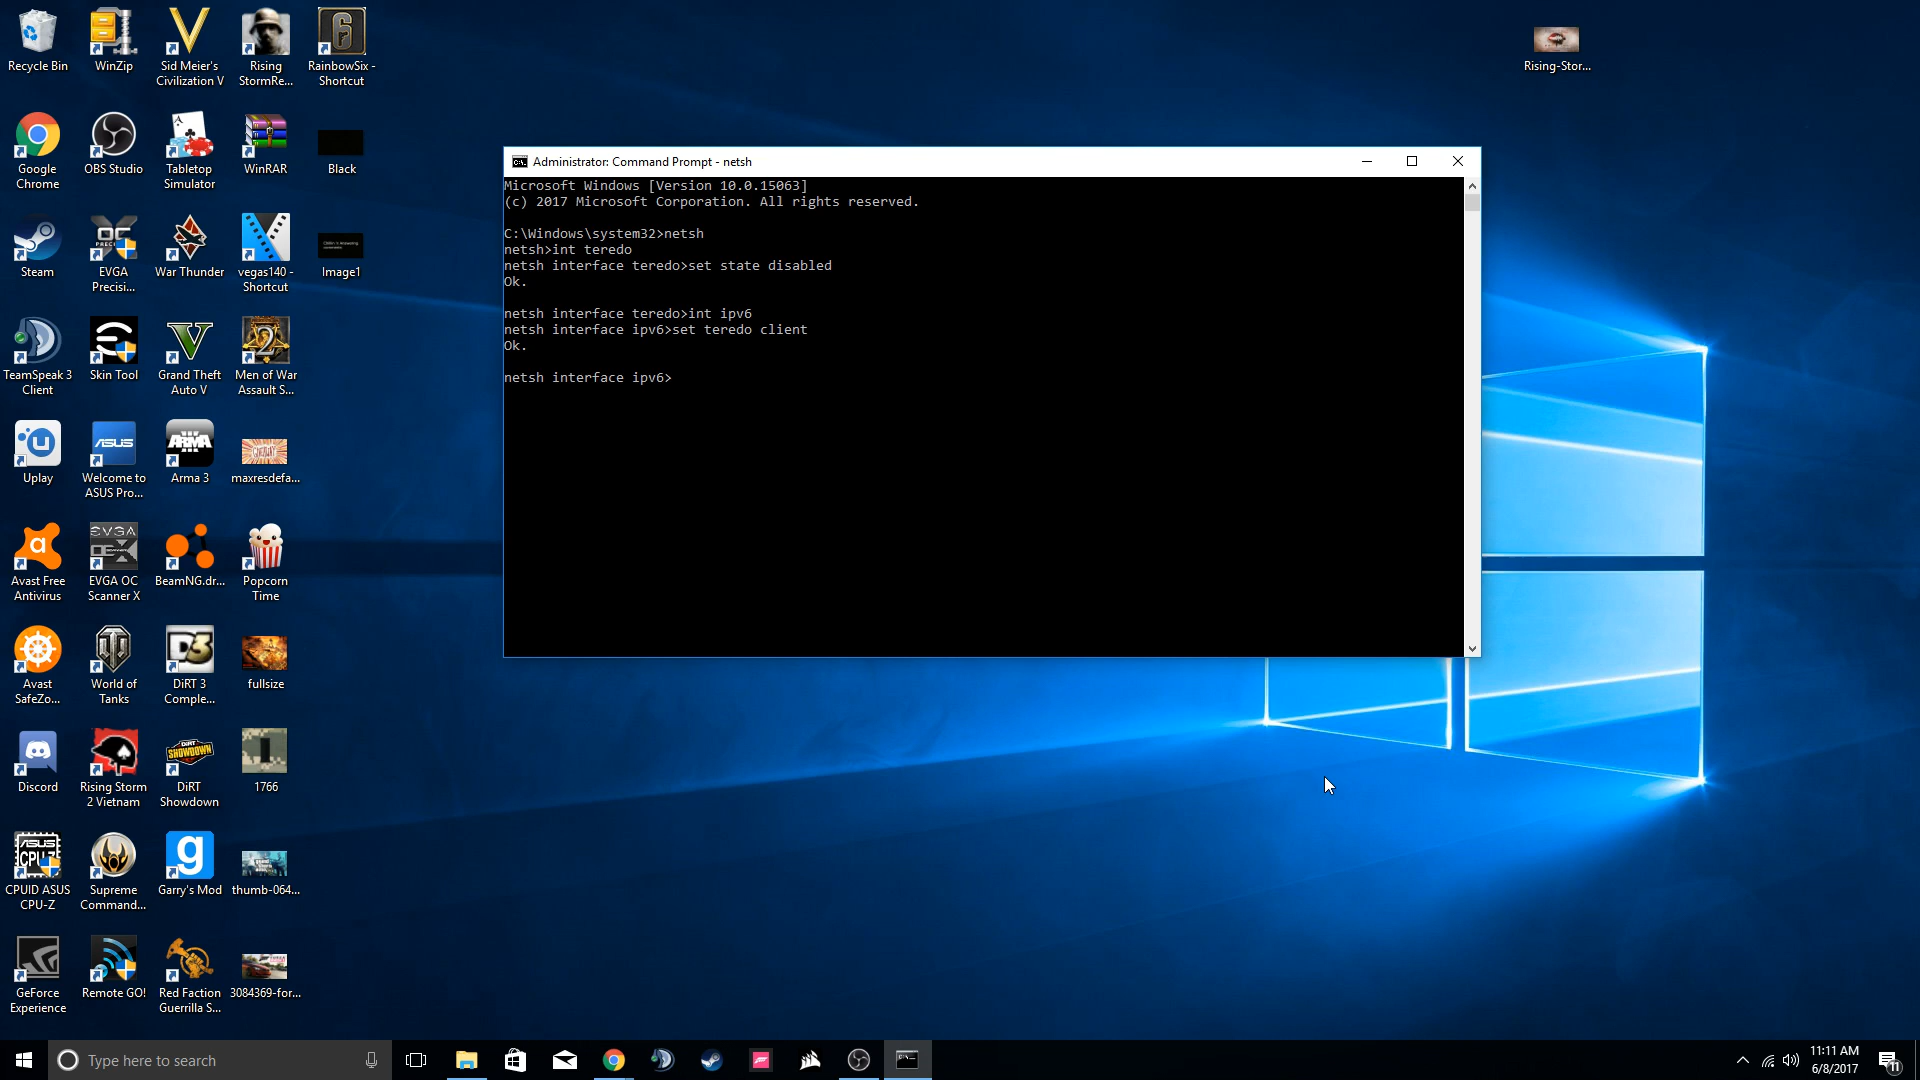 Recycle Bin
WinZip
Sid Meier's
Civilization V
Rising
StormRe...
RainbowSix -
Shortcut
Rising-Stor...
Google
Chrome
OBS Studio
Tabletop
Simulator
WinRAR
Black
Steam
EVGA
Precisi...
War Thunder
vegas140 -
Shortcut
Image1
TeamSpeak 3
Client
Skin Tool
Grand Theft
Auto V
Men of War
Assault S...
Uplay
Welcome to
ASUS Pro...
Arma 3
maxresdefa...
Avast Free
Antivirus
EVGA OC
Scanner X
BeamNG.dr...
Popcorn
Time
Avast
SafeZo...
World of
Tanks
DiRT 3
Comple...
fullsize
Discord
Rising Storm
2 Vietnam
DiRT
Showdown
1766
CPUID ASUS
CPU-Z
Supreme
Command...
Garry's Mod
thumb-064...
GeForce
Experience
Remote GO!
Red Faction
Guerrilla S...
3084369-for...
Administrator: Command Prompt - netsh
Microsoft Windows [Version 10.0.15063]
(c) 2017 Microsoft Corporation. All rights reserved.
C:\Windows\system32>netsh
netsh>int teredo
netsh interface teredo>set state disabled
Ok.
netsh interface teredo>int ipv6
netsh interface ipv6>set teredo client
Ok.
netsh interface ipv6>
Type here to search
11:11 AM
6/8/2017
11